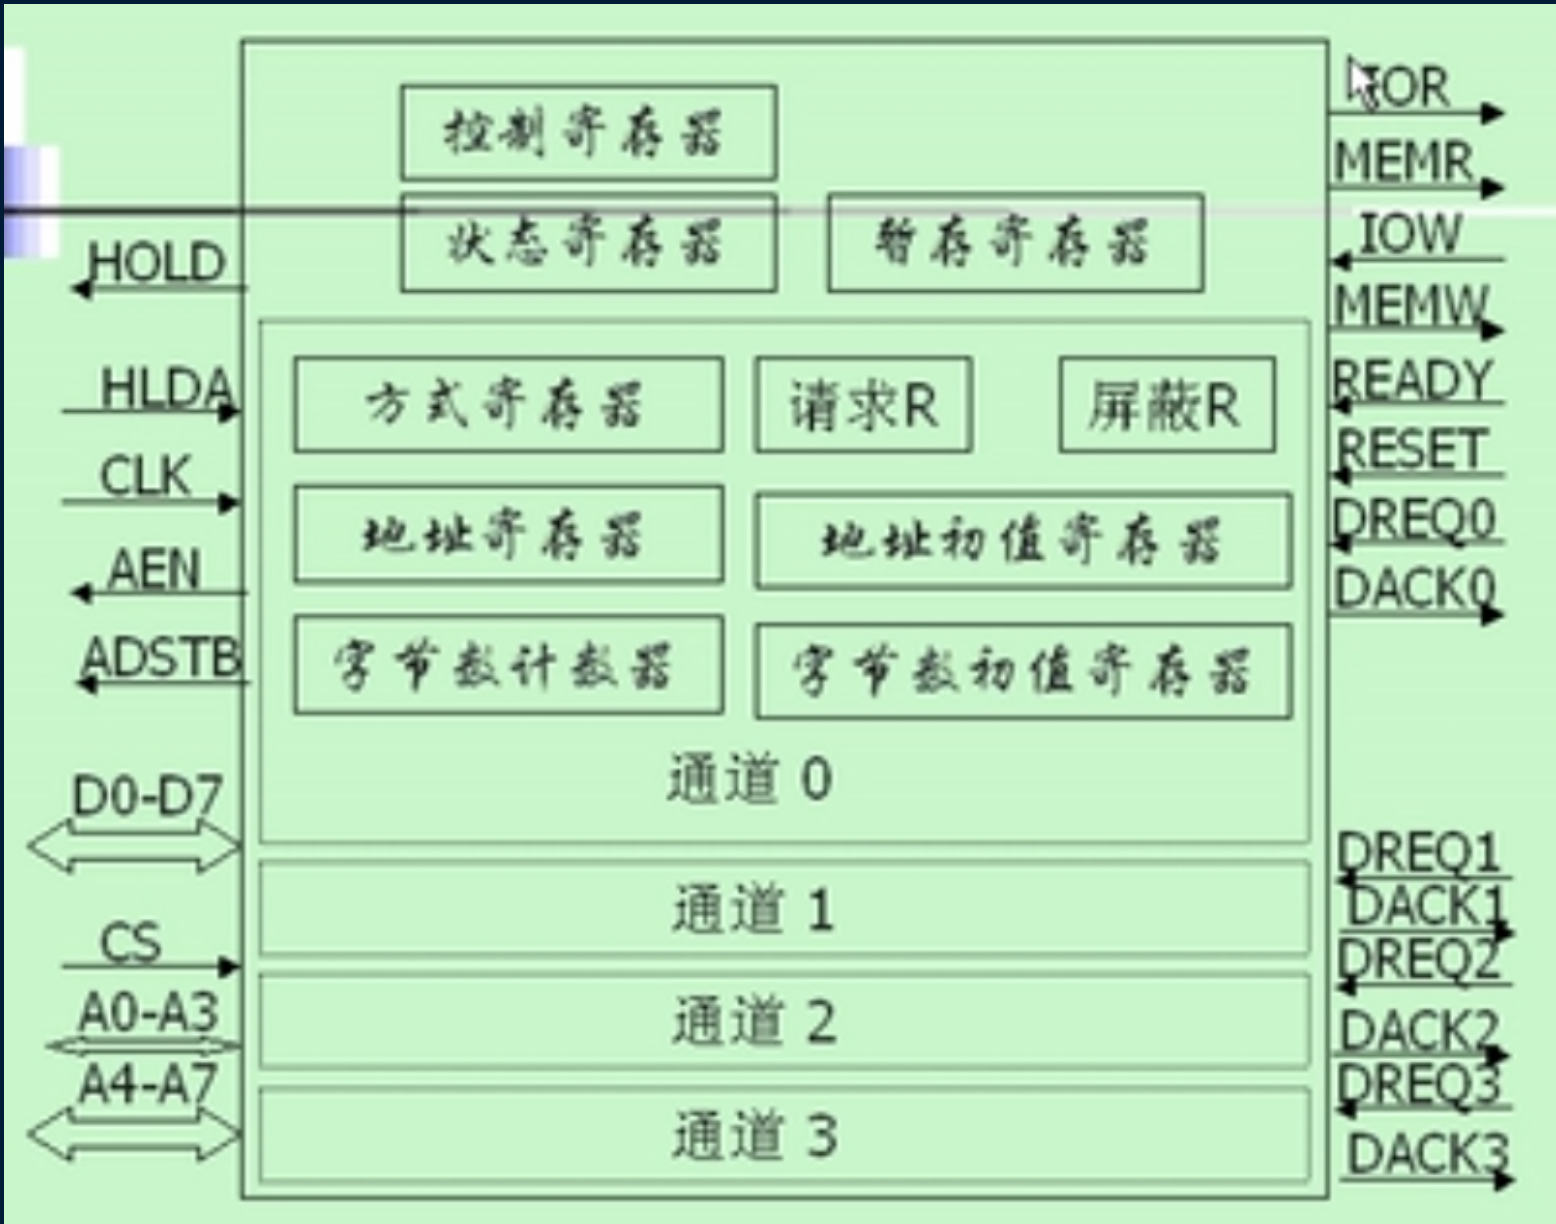 控制寄存器
状态寄存器
暂存寄存器
方式寄存器
请求R
屏蔽R
地址寄存器
地址初值寄存器
字节数计数器
字节数初值寄存器
通道 0
通道 1
通道 2
通道 3
HOLD
HLDA
CLK
AEN
ADSTB
D0-D7
CS
A0-A3
A4-A7
IOR
MEMR
IOW
MEMW
READY
RESET
DREQ0
DACK0
DREQ1
DACK1
DREQ2
DACK2
DREQ3
DACK3